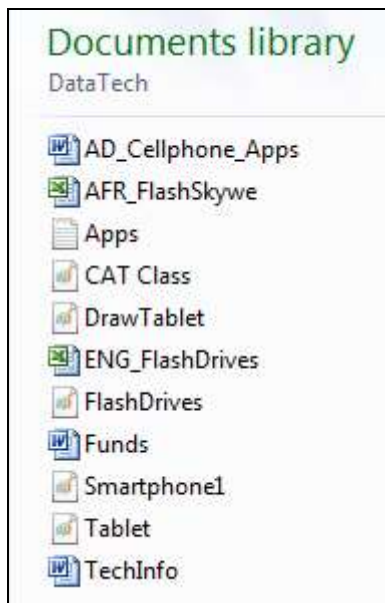 Documents library
DataTech
AD_Cellphone_Apps
AFR_FlashSkywe
Apps
CAT Class
DrawTablet
ENG_FlashDrives
FlashDrives
Funds
Smartphone1
Tablet
TechInfo